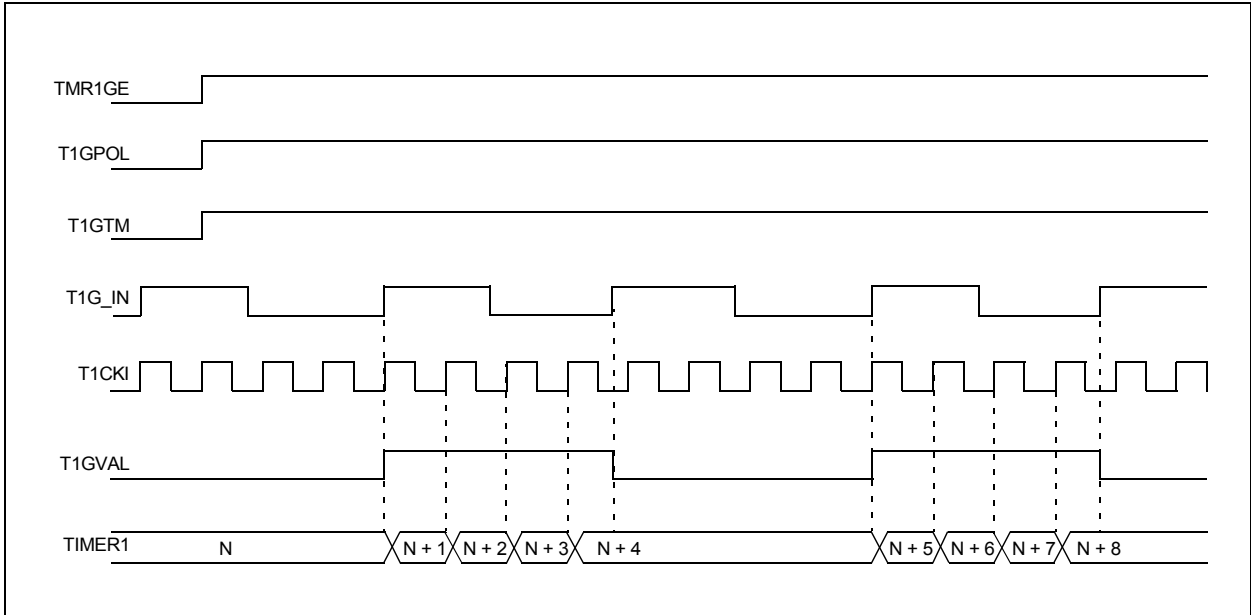 TMR1GE
T1GPOL
T1GTM
T1G_IN
T1CKI
T1GVAL
TIMER1 N N + 1 N + 2 N + 3 N + 4 N + 5 N + 6 N + 7 N + 8